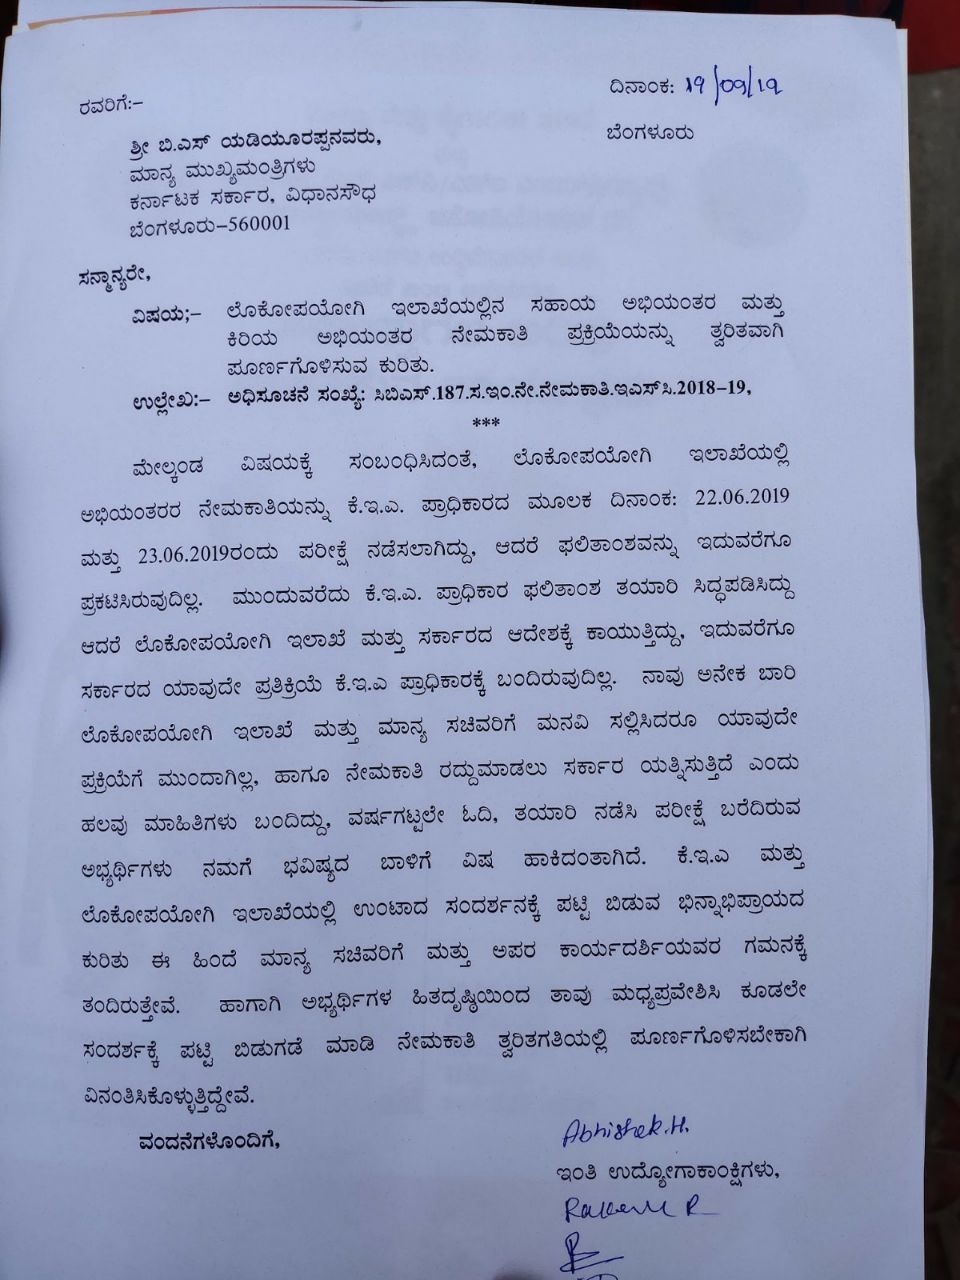 ದಿನಾಂಕ: 19/09/19
ರವರಿಗೆ:-
ಬೆಂಗಳೂರು
ಶ್ರೀ ಬಿ.ಎಸ್ ಯಡಿಯೂರಪ್ಪನವರು,
ಮಾನ್ಯ ಮುಖ್ಯಮಂತ್ರಿಗಳು
ಕರ್ನಾಟಕ ಸರ್ಕಾರ, ವಿಧಾನಸೌಧ
ಬೆಂಗಳೂರು-560001
ಸನ್ಮಾನ್ಯರೇ,
ವಿಷಯ;- ಲೊಕೋಪಯೋಗಿ ಇಲಾಖೆಯಲ್ಲಿನ ಸಹಾಯ ಅಭಿಯಂತರ ಮತ್ತು
ಕಿರಿಯ ಅಭಿಯಂತರ ನೇಮಕಾತಿ ಪ್ರಕ್ರಿಯೆಯನ್ನು ತ್ವರಿತವಾಗಿ
ಪೂರ್ಣಗೊಳಿಸುವ ಕುರಿತು.
ಉಲ್ಲೇಖ:- ಅಧಿಸೂಚನೆ ಸಂಖ್ಯೆ: ಸಿಬಿಎಸ್.187.ಸ.ಇಂ.ನೇ.ನೇಮಕಾತಿ.ಇಎಸ್‌ಸಿ.2018-19,
***
ಮೇಲ್ಕಂಡ ವಿಷಯಕ್ಕೆ ಸಂಬಂಧಿಸಿದಂತೆ, ಲೊಕೋಪಯೋಗಿ ಇಲಾಖೆಯಲ್ಲಿ
ಅಭಿಯಂತರರ ನೇಮಕಾತಿಯನ್ನು ಕೆ.ಇ.ಎ. ಪ್ರಾಧಿಕಾರದ ಮೂಲಕ ದಿನಾಂಕ: 22.06.2019
ಮತ್ತು 23.06.2019ರಂದು ಪರೀಕ್ಷೆ ನಡೆಸಲಾಗಿದ್ದು, ಆದರೆ ಫಲಿತಾಂಶವನ್ನು ಇದುವರೆಗೂ
ಪ್ರಕಟಿಸಿರುವುದಿಲ್ಲ. ಮುಂದುವರೆದು ಕೆ.ಇ.ಎ. ಪ್ರಾಧಿಕಾರ ಫಲಿತಾಂಶ ತಯಾರಿ ಸಿದ್ಧಪಡಿಸಿದ್ದು
ಆದರೆ ಲೊಕೋಪಯೋಗಿ ಇಲಾಖೆ ಮತ್ತು ಸರ್ಕಾರದ ಆದೇಶಕ್ಕೆ ಕಾಯುತ್ತಿದ್ದು, ಇದುವರೆಗೂ
ಸರ್ಕಾರದ ಯಾವುದೇ ಪ್ರತಿಕ್ರಿಯೆ ಕೆ.ಇ.ಎ ಪ್ರಾಧಿಕಾರಕ್ಕೆ ಬಂದಿರುವುದಿಲ್ಲ. ನಾವು ಅನೇಕ ಬಾರಿ
ಲೊಕೋಪಯೋಗಿ ಇಲಾಖೆ ಮತ್ತು ಮಾನ್ಯ ಸಚಿವರಿಗೆ ಮನವಿ ಸಲ್ಲಿಸಿದರೂ ಯಾವುದೇ
ಪ್ರಕ್ರಿಯೆಗೆ ಮುಂದಾಗಿಲ್ಲ, ಹಾಗೂ ನೇಮಕಾತಿ ರದ್ದುಮಾಡಲು ಸರ್ಕಾರ ಯತ್ನಿಸುತ್ತಿದೆ ಎಂದು
ಹಲವು ಮಾಹಿತಿಗಳು ಬಂದಿದ್ದು, ವರ್ಷಗಟ್ಟಲೇ ಓದಿ, ತಯಾರಿ ನಡೆಸಿ ಪರೀಕ್ಷೆ ಬರೆದಿರುವ
ಅಭ್ಯರ್ಥಿಗಳು ನಮಗೆ ಭವಿಷ್ಯದ ಬಾಳಿಗೆ ವಿಷ ಹಾಕಿದಂತಾಗಿದೆ. ಕೆ.ಇ.ಎ ಮತ್ತು
ಲೊಕೋಪಯೋಗಿ ಇಲಾಖೆಯಲ್ಲಿ ಉಂಟಾದ ಸಂದರ್ಶನಕ್ಕೆ ಪಟ್ಟಿ ಬಿಡುವ ಭಿನ್ನಾಭಿಪ್ರಾಯದ
ಕುರಿತು ಈ ಹಿಂದೆ ಮಾನ್ಯ ಸಚಿವರಿಗೆ ಮತ್ತು ಅಪರ ಕಾರ್ಯದರ್ಶಿಯವರ ಗಮನಕ್ಕೆ
ತಂದಿರುತ್ತೇವೆ. ಹಾಗಾಗಿ ಅಭ್ಯರ್ಥಿಗಳ ಹಿತದೃಷ್ಠಿಯಿಂದ ತಾವು ಮಧ್ಯಪ್ರವೇಶಿಸಿ ಕೂಡಲೇ
ಸಂದರ್ಶಕ್ಕೆ ಪಟ್ಟಿ ಬಿಡುಗಡೆ ಮಾಡಿ ನೇಮಕಾತಿ ತ್ವರಿತಗತಿಯಲ್ಲಿ ಪೂರ್ಣಗೊಳಿಸಬೇಕಾಗಿ
ವಿನಂತಿಸಿಕೊಳ್ಳುತ್ತಿದ್ದೇವೆ.
ವಂದನೆಗಳೊಂದಿಗೆ,
Abhishek.H.
ಇಂತಿ ಉದ್ಯೋಗಾಕಾಂಕ್ಷಿಗಳು,